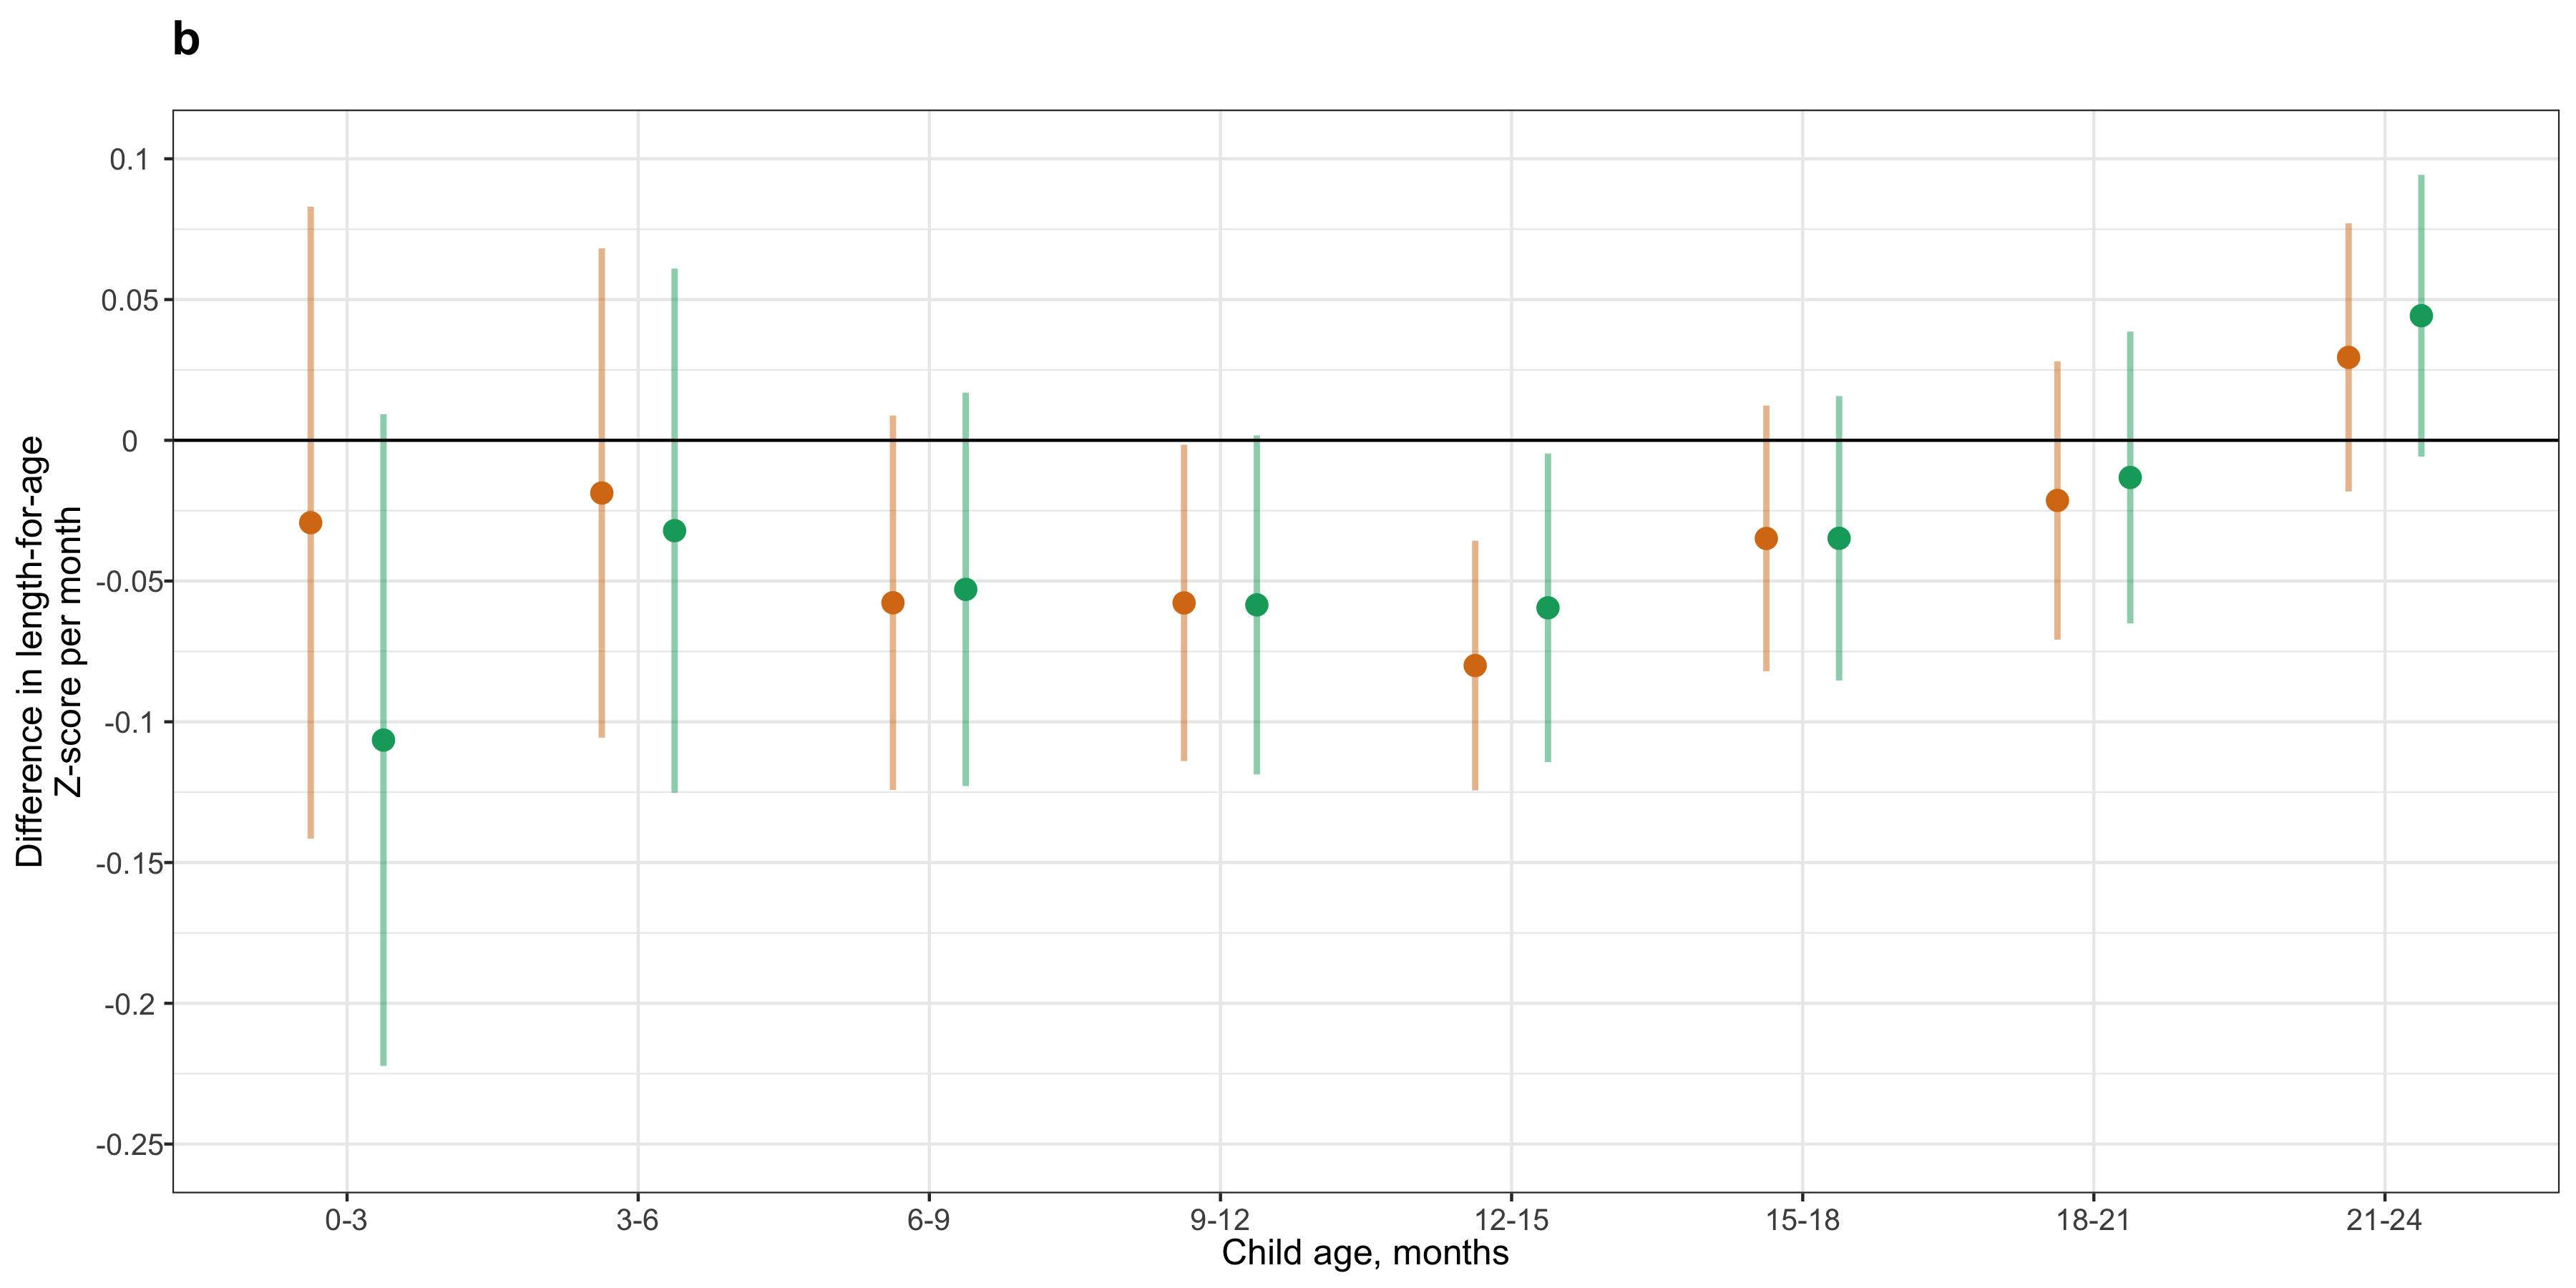 b
Difference in length-for-age
Z-score per month
0.1
0.05
0
-0.05
-0.1
-0.15
-0.2
-0.25
0-3 3-6 6-9 9-12 12-15 15-18 18-21 21-24
Child age, months